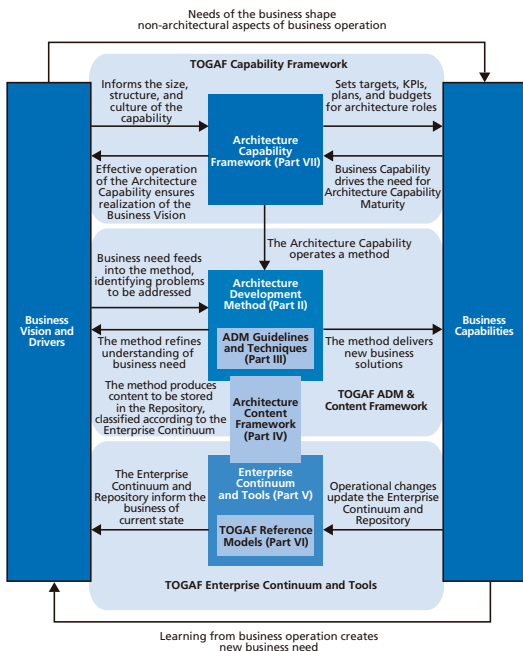 Needs of the business shape
non-architectural aspects of business operation
TOGAF Capability Framework
Informs the size,
structure, and
culture of the
capability
Sets targets, KPIs,
plans, and budgets
for architecture roles
Architecture
Capability
Framework (Part VII)
Effective operation
of the Architecture
Capability ensures
realization of the
Business Vision
Business Capability
drives the need for
Architecture Capability
Maturity
The Architecture Capability
operates a method
Business need feeds
into the method,
identifying problems
to be addressed
Architecture
Development
Method (Part II)
Business
Vision and
Drivers
Business
Capabilities
ADM Guidelines
and Techniques
(Part III)
The method refines
understanding of
business need
The method delivers
new business
solutions
The method produces
content to be stored
in the Repository,
classified according to the
Enterprise Continuum
Architecture
Content
Framework
(Part IV)
TOGAF ADM &
Content Framework
The Enterprise
Continuum and
Repository inform the
business of
current state
Enterprise
Continuum
and Tools (Part V)
Operational changes
update the Enterprise
Continuum and
Repository
TOGAF Reference
Models (Part VI)
TOGAF Enterprise Continuum and Tools
Learning from business operation creates
new business need